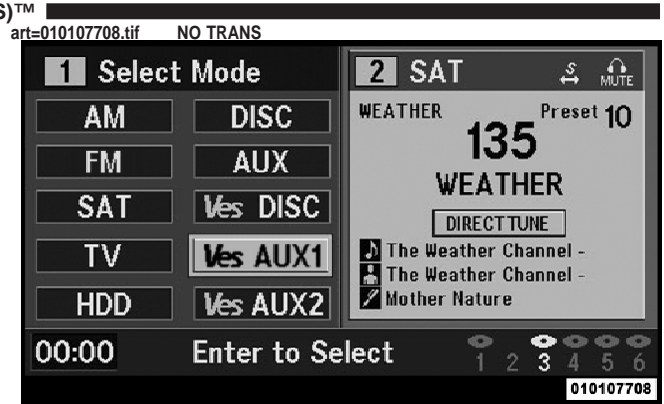 S)™
art=010107708.tif NO TRANS
1 Select Mode
AM DISC
FM AUX
SAT Ves DISC
TV Ves AUX1
HDD Ves AUX2
2 SAT S MUTE
WEATHER Preset 10
135
WEATHER
DIRECT TUNE
The Weather Channel -
The Weather Channel -
Mother Nature
00:00 Enter to Select 1 2 3 4 5 6
010107708